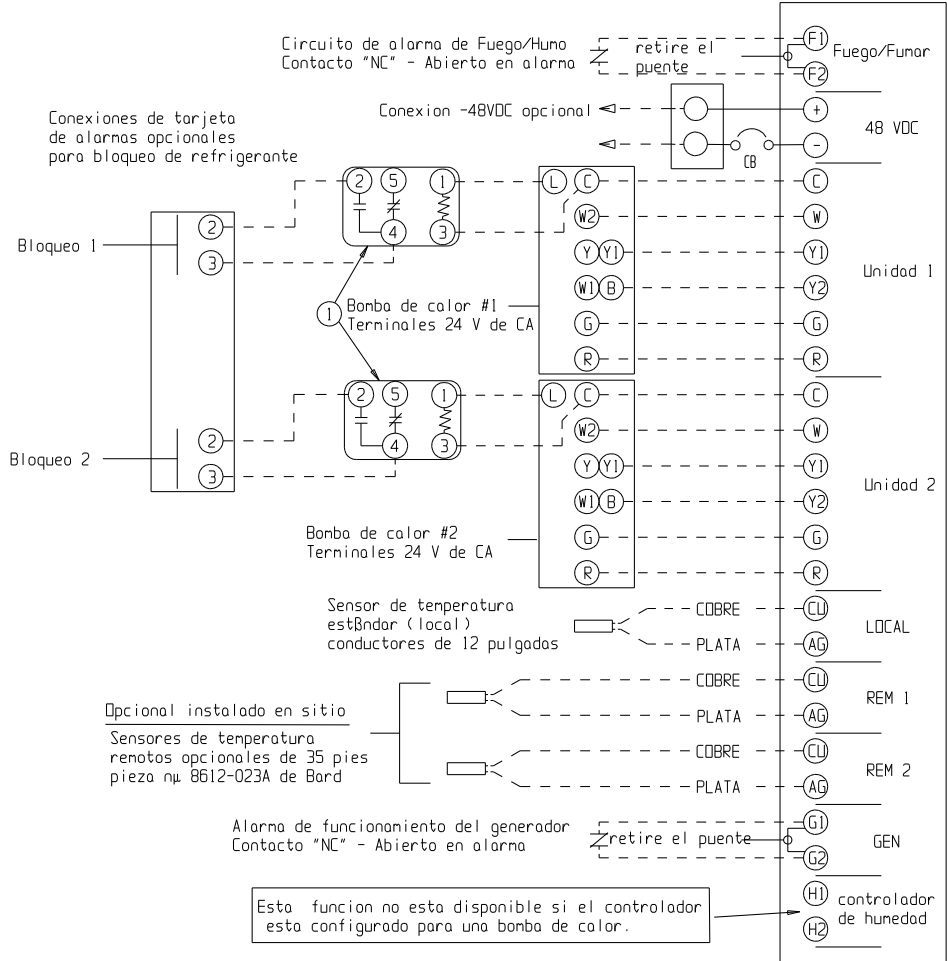 Circuito de alarma de Fuego/Humo
Contacto "NC" - Abierto en alarma
retire el
puente
F1
F2
Fuego/Fumar
Conexion -48VDC opcional
+
-
48 VDC
CB
Conexiones de tarjeta
de alarmas opcionales
para bloqueo de refrigerante
Bloqueo 1
2
3
2
5
1
4
3
L
C
W2
Y
Y1
W1
B
G
R
C
W
Y1
Y2
G
R
Unidad 1
1
Bomba de calor #1
Terminales 24 V de CA
Bloqueo 2
2
3
2
5
1
4
3
L
C
W2
Y
Y1
W1
B
G
R
C
W
Y1
Y2
G
R
Unidad 2
Bomba de calor #2
Terminales 24 V de CA
Sensor de temperatura
estßndar (local)
conductores de 12 pulgadas
COBRE
PLATA
CU
AG
LOCAL
Opcional instalado en sitio
Sensores de temperatura
remotos opcionales de 35 pies
pieza nµ 8612-023A de Bard
COBRE
PLATA
CU
AG
REM 1
COBRE
PLATA
CU
AG
REM 2
Alarma de funcionamiento del generador
Contacto "NC" - Abierto en alarma
retire el puente
G1
G2
GEN
Esta funcion no esta disponible si el controlador
esta configurado para una bomba de calor.
H1
H2
controlador
de humedad